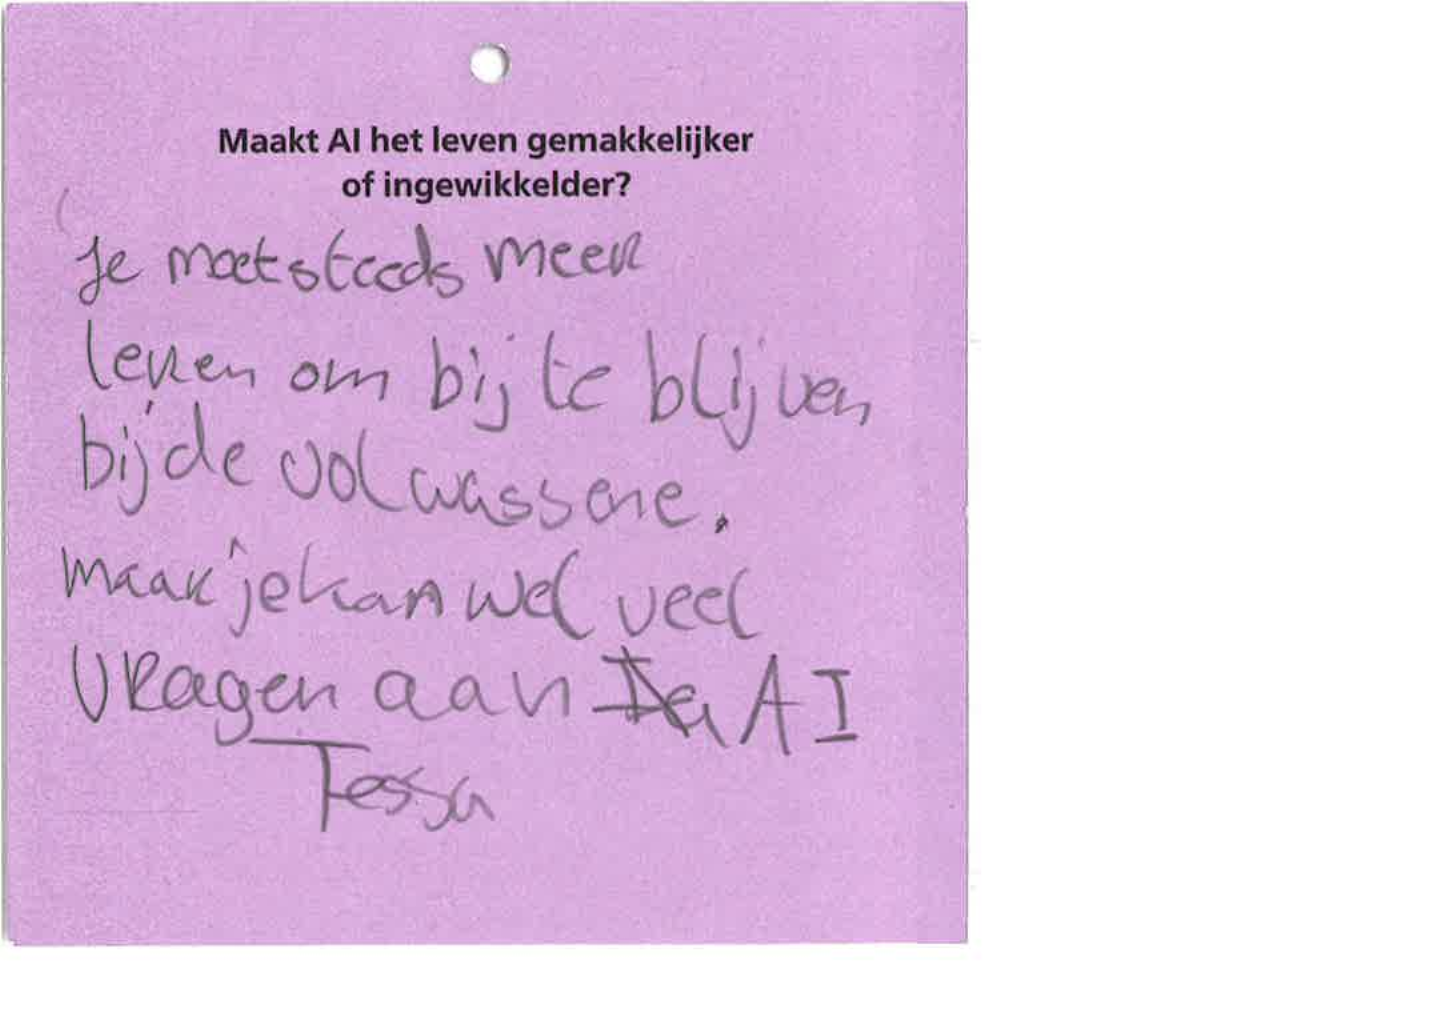 Maakt AI het leven gemakkelijker
of ingewikkelder?
Je moet steeds meer
leren om bij te blijven
bij de volwassene.
maar je kan wel veel
vragen aan AI
Tessa